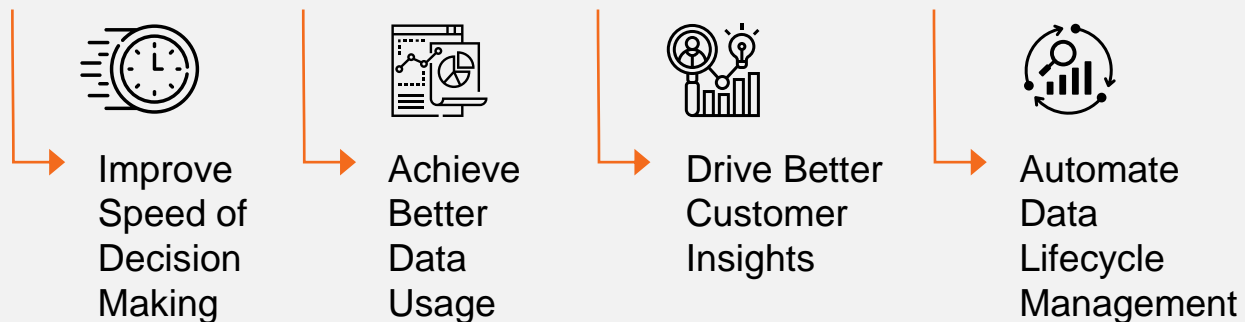 Improve
Speed of
Decision
Making
Achieve
Better
Data
Usage
Drive Better
Customer
Insights
Automate
Data
Lifecycle
Management